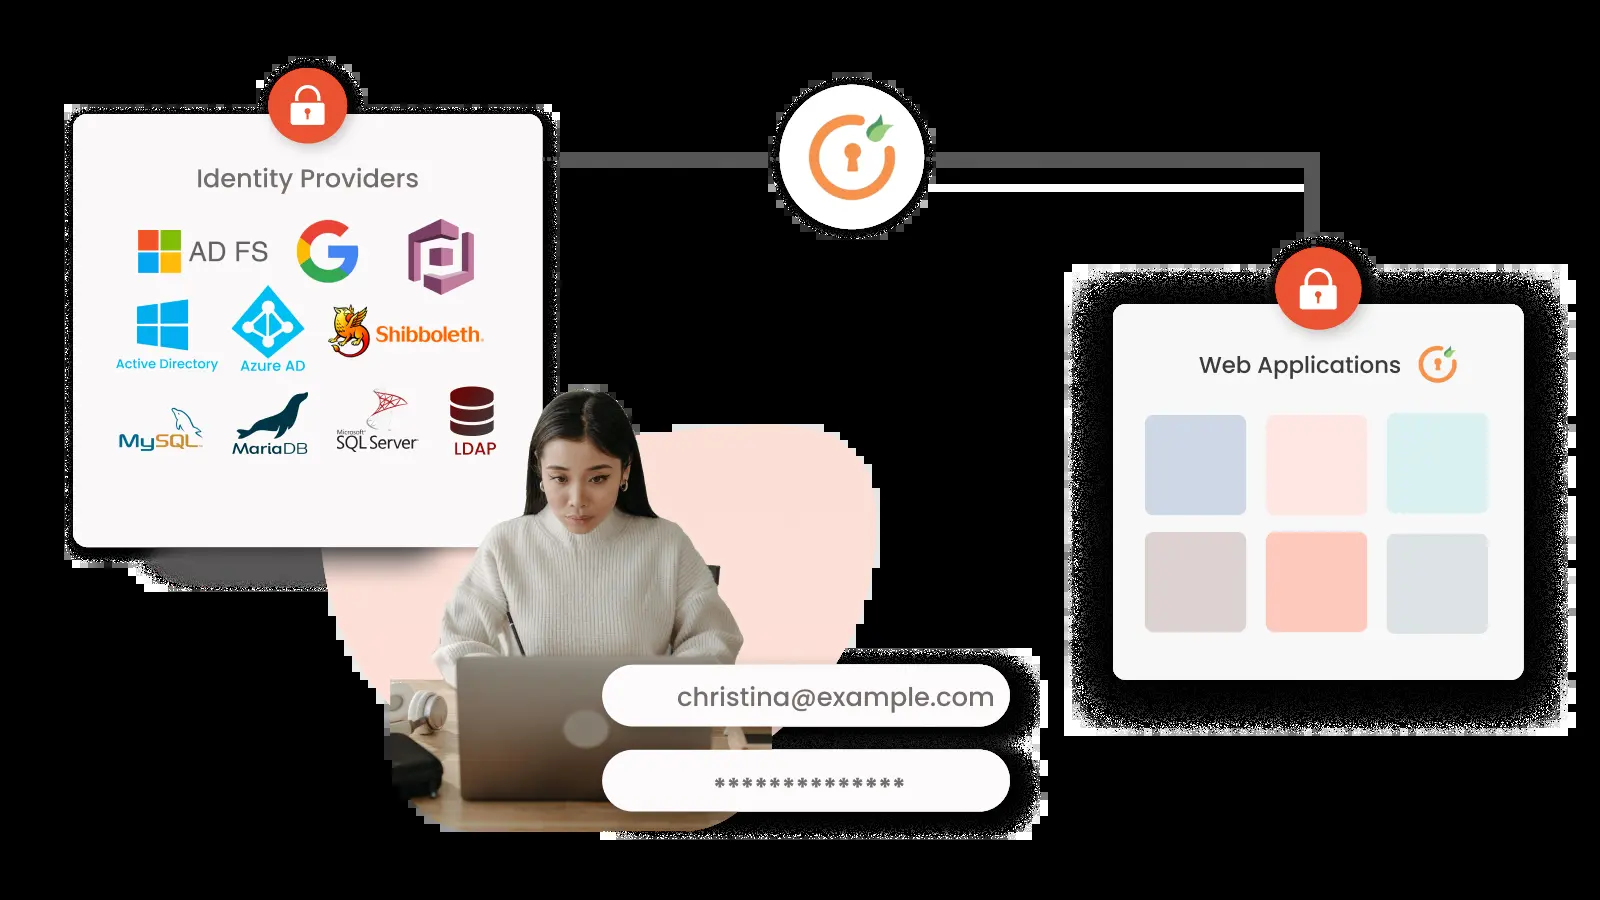 Identity Providers
AD FS
Active Directory
Azure AD
Shibboleth
MySQL
MariaDB
Microsoft
SQL Server
LDAP
Web Applications
christina@example.com
**************